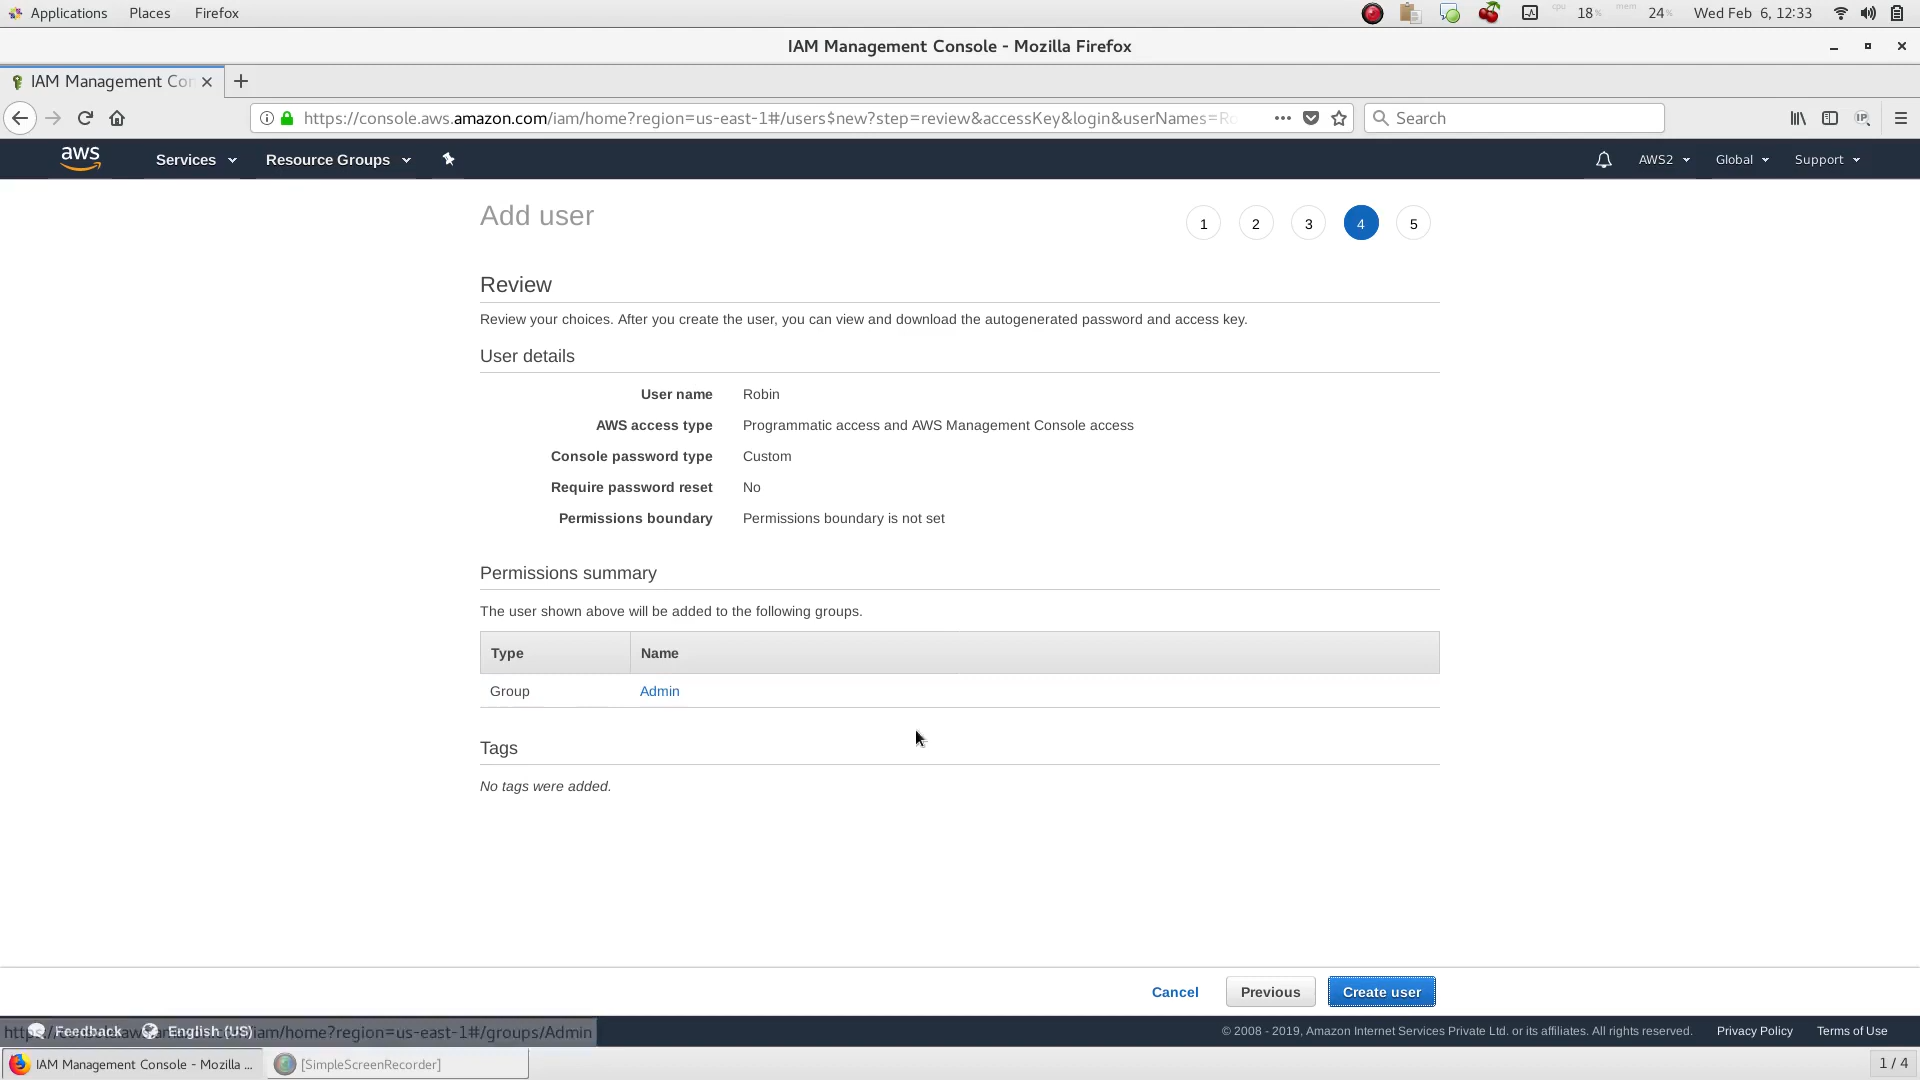 Applications Places Firefox cpu 18% mem 24% Wed Feb 6, 12:33
IAM Management Console - Mozilla Firefox
IAM Management Con
https://console.aws.amazon.com/iam/home?region=us-east-1#/users$new?step=review&accessKey&login&userNames=Ro Search
aws Services Resource Groups AWS2 Global Support
Add user 1 2 3 4 5
Review
Review your choices. After you create the user, you can view and download the autogenerated password and access key.
User details
User name Robin
AWS access type Programmatic access and AWS Management Console access
Console password type Custom
Require password reset No
Permissions boundary Permissions boundary is not set
Permissions summary
The user shown above will be added to the following groups.
Type Name
Group Admin
Tags
No tags were added.
Cancel Previous Create user
Feedback English (US) iam/home?region=us-east-1#/groups/Admin © 2008 - 2019, Amazon Internet Services Private Ltd. or its affiliates. All rights reserved. Privacy Policy Terms of Use
IAM Management Console - Mozilla ... [SimpleScreenRecorder] 1 / 4